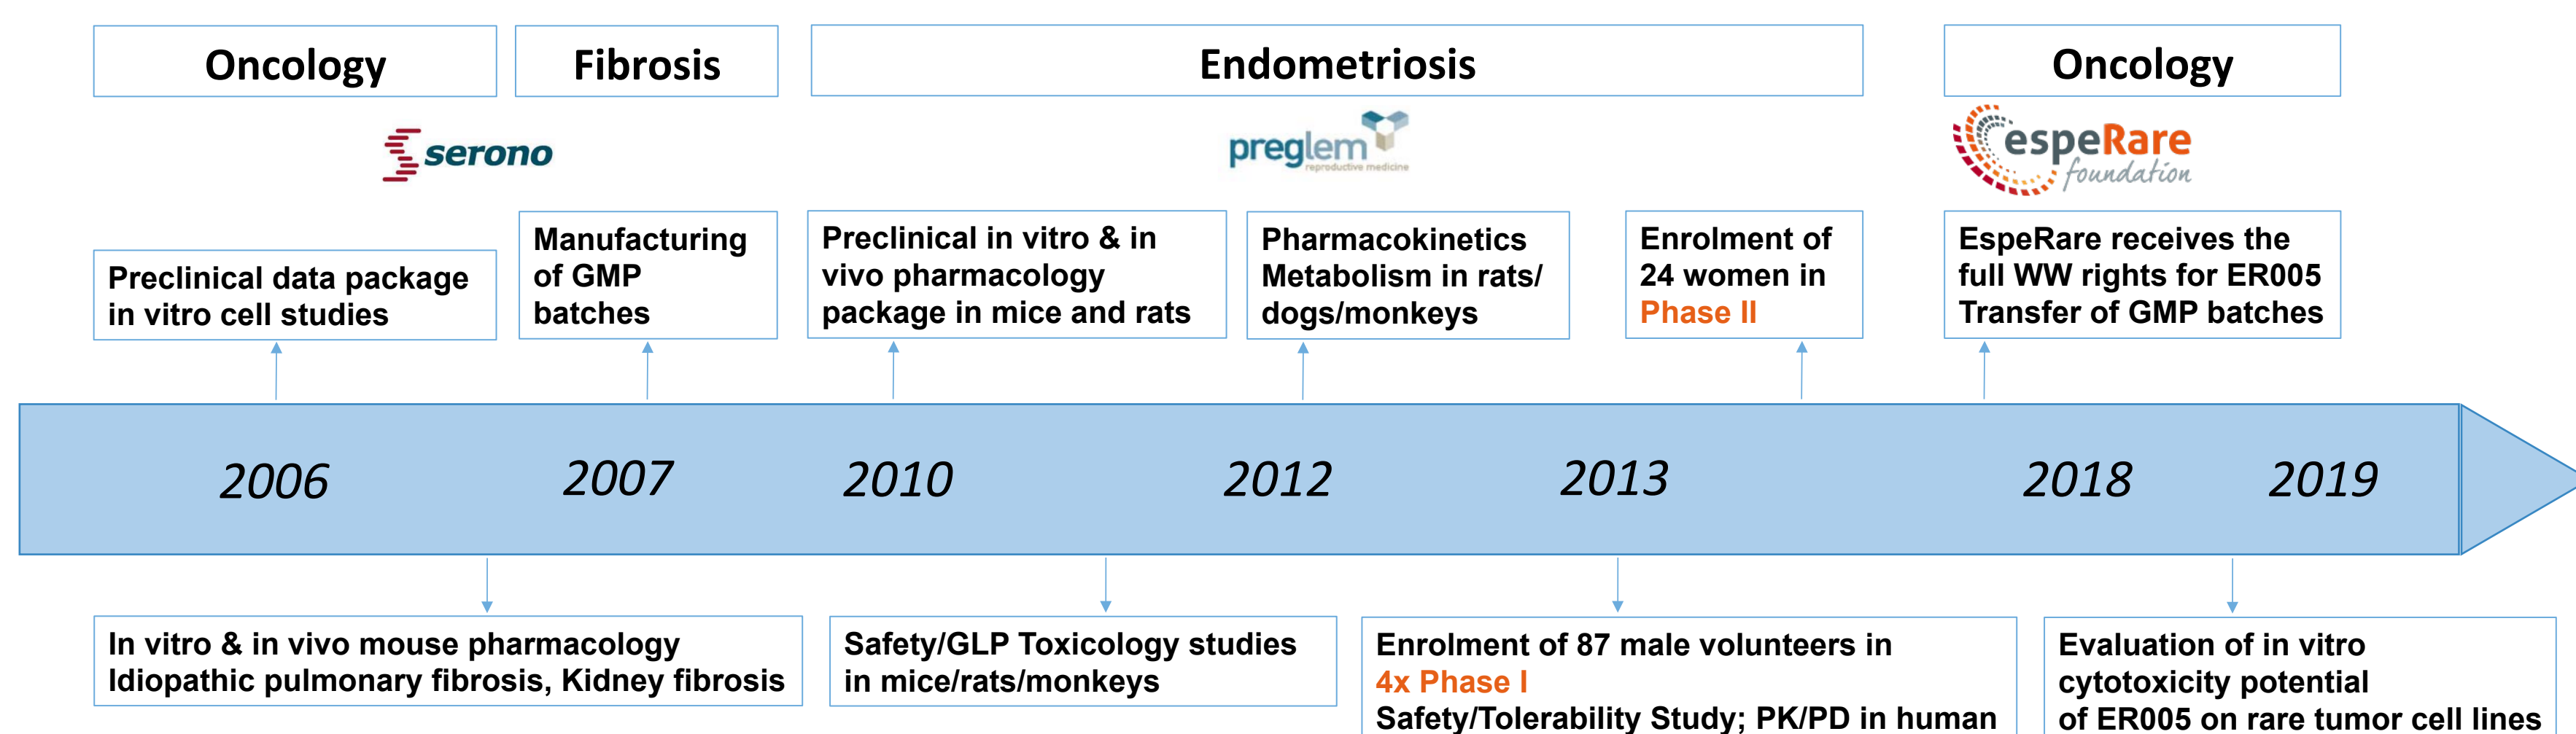 Oncology
Fibrosis
Endometriosis
Oncology
serono
preglem
reproductive medicine
espeRare
foundation
Preclinical data package
in vitro cell studies
Manufacturing
of GMP
batches
Preclinical in vitro & in
vivo pharmacology
package in mice and rats
Pharmacokinetics
Metabolism in rats/
dogs/monkeys
Enrolment of
24 women in
Phase II
EspeRare receives the
full WW rights for ER005
Transfer of GMP batches
2006
2007
2010
2012
2013
2018
2019
In vitro & in vivo mouse pharmacology
Idiopathic pulmonary fibrosis, Kidney fibrosis
Safety/GLP Toxicology studies
in mice/rats/monkeys
Enrolment of 87 male volunteers in
4x Phase I
Safety/Tolerability Study; PK/PD in human
Evaluation of in vitro
cytotoxicity potential
of ER005 on rare tumor cell lines